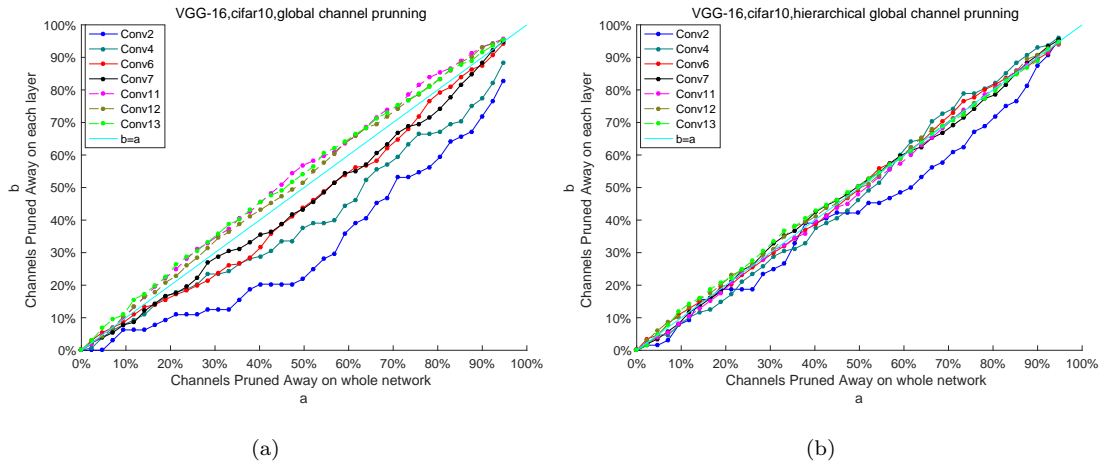 VGG-16,cifar10,global channel prunning
100%
90%
80%
70%
60%
50%
40%
30%
20%
10%
0%
b
Channels Pruned Away on each layer
Conv2
Conv4
Conv6
Conv7
Conv11
Conv12
Conv13
b=a
0% 10% 20% 30% 40% 50% 60% 70% 80% 90% 100%
Channels Pruned Away on whole network
a
(a)
VGG-16,cifar10,hierarchical global channel prunning
100%
90%
80%
70%
60%
50%
40%
30%
20%
10%
0%
b
Channels Pruned Away on each layer
Conv2
Conv4
Conv6
Conv7
Conv11
Conv12
Conv13
b=a
0% 10% 20% 30% 40% 50% 60% 70% 80% 90% 100%
Channels Pruned Away on whole network
a
(b)